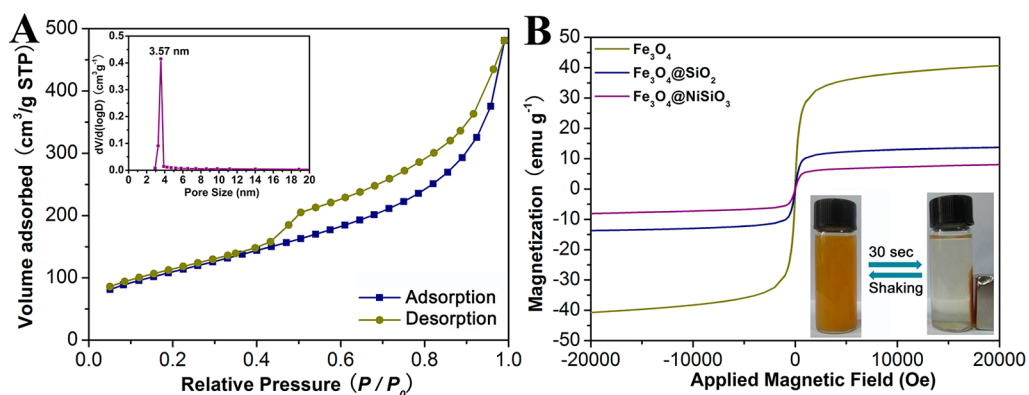 A
500
400
300
200
100
0
Volume adsorbed (cm³/g STP)
0.0
0.2
0.4
0.6
0.8
1.0
Relative Pressure (P / P₀)
Adsorption
Desorption
3.57 nm
0.5
0.4
0.3
0.2
0.1
0.0
dV/d(logD) (cm³g⁻¹)
0 2 4 6 8 10 12 14 16 18 20
Pore Size (nm)
B
50
40
30
20
10
0
-10
-20
-30
-40
-50
Magnetization (emu g⁻¹)
Fe₃O₄
Fe₃O₄@SiO₂
Fe₃O₄@NiSiO₃
30 sec
Shaking
-20000
-10000
0
10000
20000
Applied Magnetic Field (Oe)